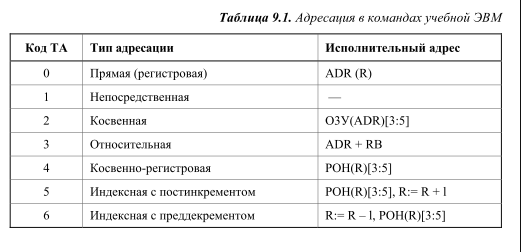 Таблица 9.1. Адресация в командах учебной ЭВМ
Код ТА Тип адресации Исполнительный адрес
0 Прямая (регистровая) ADR (R)
1 Непосредственная —
2 Косвенная ОЗУ(ADR)[3:5]
3 Относительная ADR + RB
4 Косвенно-регистровая РОН(R)[3:5]
5 Индексная с постинкрементом РОН(R)[3:5], R:= R + l
6 Индексная с преддекрементом R:= R – l, РОН(R)[3:5]